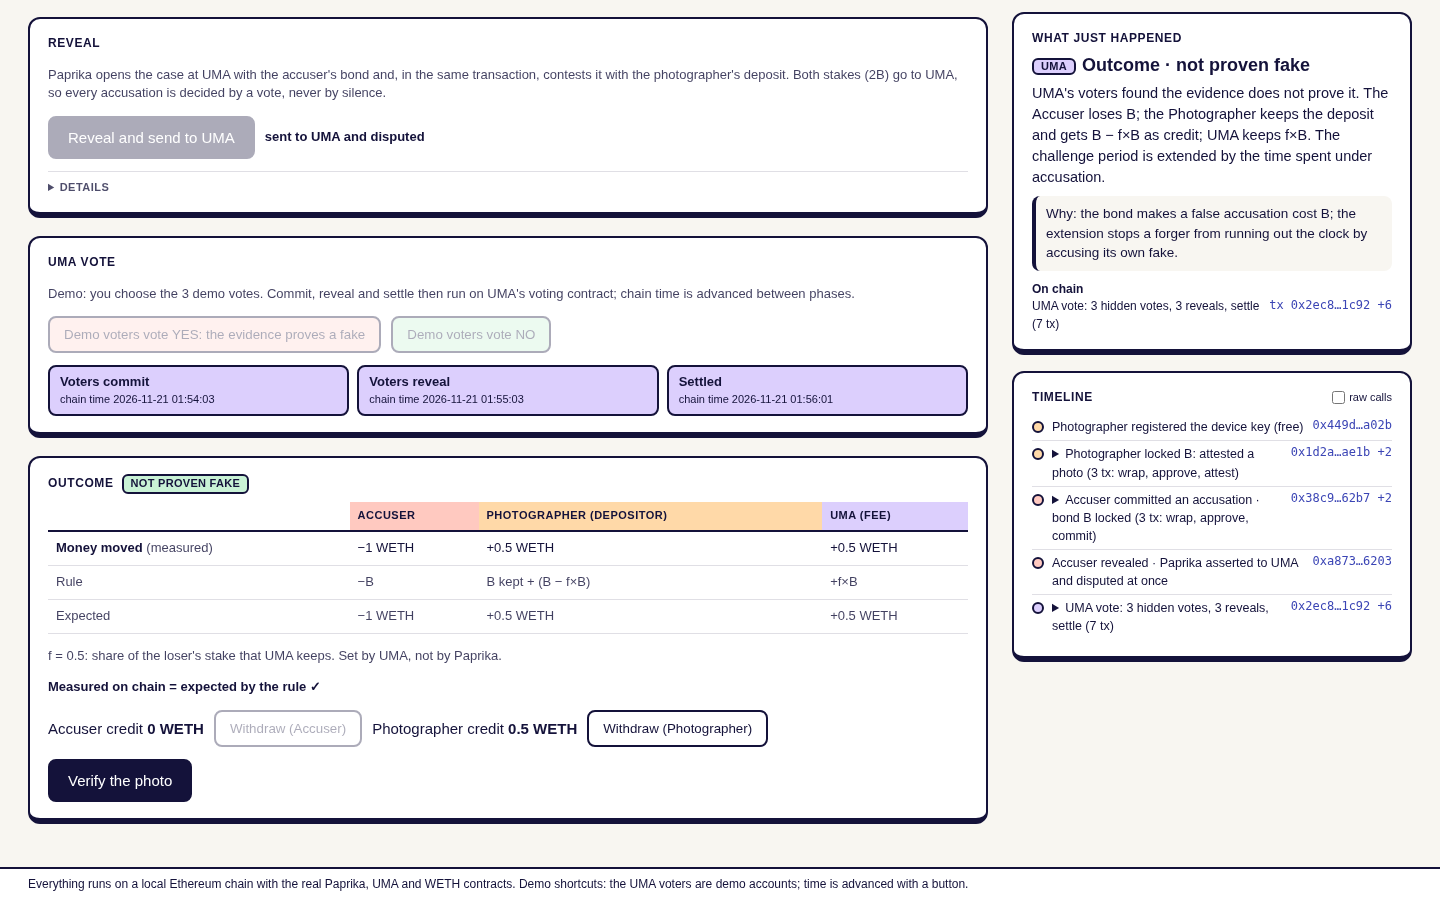 REVEAL
Paprika opens the case at UMA with the accuser's bond and, in the same transaction, contests it with the photographer's deposit. Both stakes (2B) go to UMA,
so every accusation is decided by a vote, never by silence.
Reveal and send to UMA sent to UMA and disputed
▶ DETAILS
UMA VOTE
Demo: you choose the 3 demo votes. Commit, reveal and settle then run on UMA's voting contract; chain time is advanced between phases.
Demo voters vote YES: the evidence proves a fake Demo voters vote NO
Voters commit Voters reveal Settled
chain time 2026-11-21 01:54:03 chain time 2026-11-21 01:55:03 chain time 2026-11-21 01:56:01
OUTCOME NOT PROVEN FAKE
ACCUSER PHOTOGRAPHER (DEPOSITOR) UMA (FEE)
Money moved (measured) −1 WETH +0.5 WETH +0.5 WETH
Rule −B B kept + (B − f×B) +f×B
Expected −1 WETH +0.5 WETH +0.5 WETH
f = 0.5: share of the loser's stake that UMA keeps. Set by UMA, not by Paprika.
Measured on chain = expected by the rule ✓
Accuser credit 0 WETH Withdraw (Accuser) Photographer credit 0.5 WETH Withdraw (Photographer)
Verify the photo
WHAT JUST HAPPENED
UMA Outcome · not proven fake
UMA's voters found the evidence does not prove it. The
Accuser loses B; the Photographer keeps the deposit
and gets B − f×B as credit; UMA keeps f×B. The
challenge period is extended by the time spent under
accusation.
Why: the bond makes a false accusation cost B; the
extension stops a forger from running out the clock by
accusing its own fake.
On chain
UMA vote: 3 hidden votes, 3 reveals, settle tx 0x2ec8…1c92 +6
(7 tx)
TIMELINE raw calls
Photographer registered the device key (free) 0x449d…a02b
▶ Photographer locked B: attested a 0x1d2a…ae1b +2
photo (3 tx: wrap, approve, attest)
▶ Accuser committed an accusation · 0x38c9…62b7 +2
bond B locked (3 tx: wrap, approve,
commit)
Accuser revealed · Paprika asserted to UMA 0xa873…6203
and disputed at once
▶ UMA vote: 3 hidden votes, 3 reveals, 0x2ec8…1c92 +6
settle (7 tx)
Everything runs on a local Ethereum chain with the real Paprika, UMA and WETH contracts. Demo shortcuts: the UMA voters are demo accounts; time is advanced with a button.